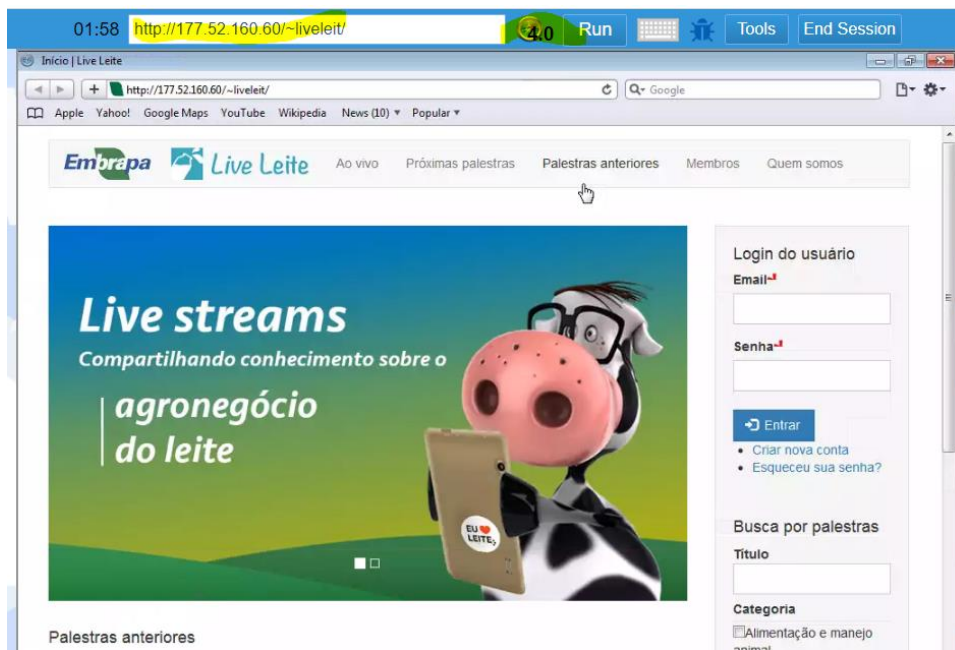 01:58 http://177.52.160.60/~liveleit/ 4.0 Run Tools End Session
Início | Live Leite
http://177.52.160.60/~liveleit/ Google
Apple Yahoo! Google Maps YouTube Wikipedia News (10) Popular
Embrapa Live Leite Ao vivo Próximas palestras Palestras anteriores Membros Quem somos
Live streams
Compartilhando conhecimento sobre o
agronegócio
do leite
EU
LEITE
Login do usuário
Email
Senha
Entrar
Criar nova conta
Esqueceu sua senha?
Busca por palestras
Título
Categoria
Alimentação e manejo
animal
Palestras anteriores